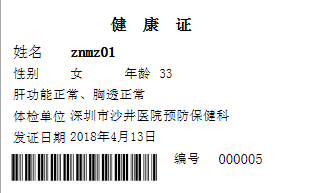 健 康 证
姓名 znmz01
性别 女 年龄 33
肝功能正常、胸透正常
体检单位 深圳市沙井医院预防保健科
发证日期 2018年4月13日
编号 000005